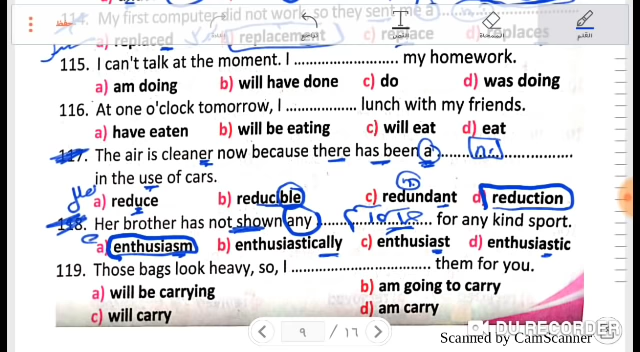 114. My first computer did not work, so they sent me a ..............................
a) replaced b) replacement c) replace d) replaces
115. I can't talk at the moment. I ........................ my homework.
a) am doing b) will have done c) do d) was doing
116. At one o'clock tomorrow, I ................ lunch with my friends.
a) have eaten b) will be eating c) will eat d) eat
117. The air is cleaner now because there has been a .............................
in the use of cars.
a) reduce b) reducible c) redundant d) reduction
118. Her brother has not shown any ............................ for any kind sport.
a) enthusiasm b) enthusiastically c) enthusiast d) enthusiastic
119. Those bags look heavy, so, I .............................. them for you.
a) will be carrying b) am going to carry
c) will carry d) am carry
٩ / ١٦
DU RECORDER
Scanned by CamScanner